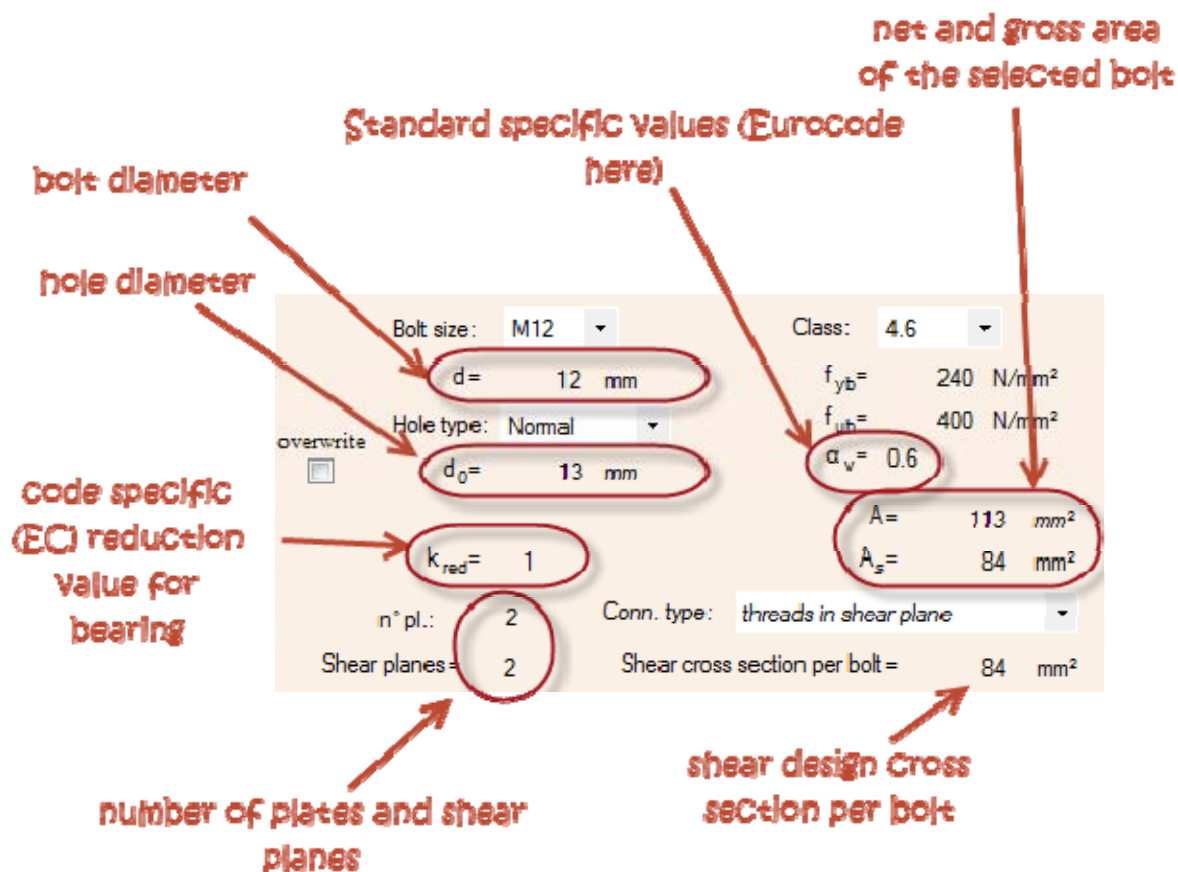 net and gross area
of the selected bolt
Standard specific values (Eurocode
here)
bolt diameter
hole diameter
Bolt size: M12
Class: 4.6
d= 12 mm
fyb= 240 N/mm²
Hole type: Normal
fub= 400 N/mm²
overwrite
αw= 0.6
d0= 13 mm
code specific
(EC) reduction
value for
bearing
A= 113 mm²
kred= 1
As= 84 mm²
n° pl.: 2
Conn. type: threads in shear plane
Shear planes= 2
Shear cross section per bolt= 84 mm²
number of plates and shear
planes
shear design cross
section per bolt